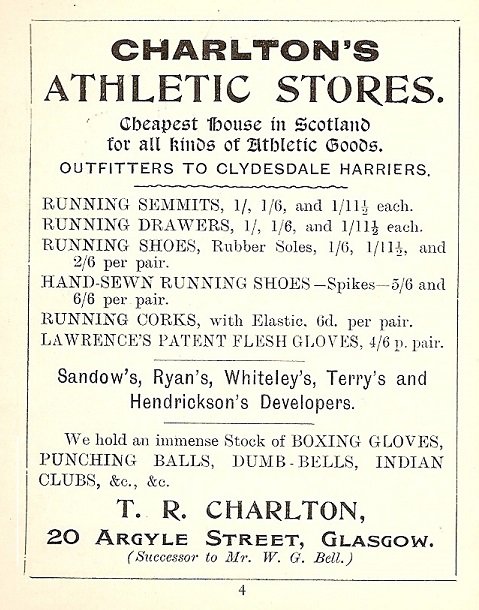 CHARLTON'S
ATHLETIC STORES.
Cheapest House in Scotland
for all kinds of Athletic Goods.
OUTFITTERS TO CLYDESDALE HARRIERS.
RUNNING SEMMITS, 1/, 1/6, and 1/11½ each.
RUNNING DRAWERS, 1/, 1/6, and 1/11½ each.
RUNNING SHOES, Rubber Soles, 1/6, 1/11½, and
2/6 per pair.
HAND-SEWN RUNNING SHOES—Spikes—5/6 and
6/6 per pair.
RUNNING CORKS, with Elastic, 6d. per pair.
LAWRENCE'S PATENT FLESH GLOVES, 4/6 p. pair.
Sandow's, Ryan's, Whiteley's, Terry's and
Hendrickson's Developers.
We hold an immense Stock of BOXING GLOVES,
PUNCHING BALLS, DUMB-BELLS, INDIAN
CLUBS, &c., &c.
T. R. CHARLTON,
20 ARGYLE STREET, GLASGOW.
(Successor to Mr. W. G. Bell.)
4